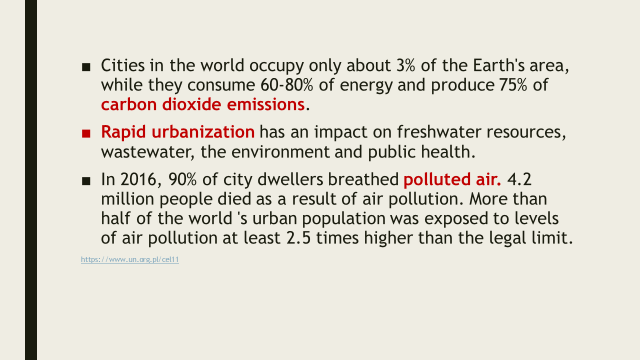 ■ Cities in the world occupy only about 3% of the Earth's area,
while they consume 60-80% of energy and produce 75% of
carbon dioxide emissions.
■ Rapid urbanization has an impact on freshwater resources,
wastewater, the environment and public health.
■ In 2016, 90% of city dwellers breathed polluted air. 4.2
million people died as a result of air pollution. More than
half of the world 's urban population was exposed to levels
of air pollution at least 2.5 times higher than the legal limit.
https://www.un.org.pl/cel11